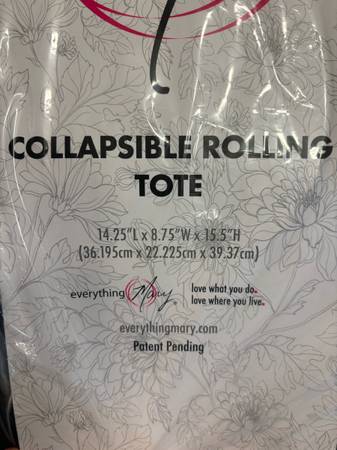 COLLAPSIBLE ROLLING
TOTE
14.25"L x 8.75"W x 15.5"H
(36.195cm x 22.225cm x 39.37cm)
everything Mary®
love what you do.
love where you live.
everythingmary.com
Patent Pending